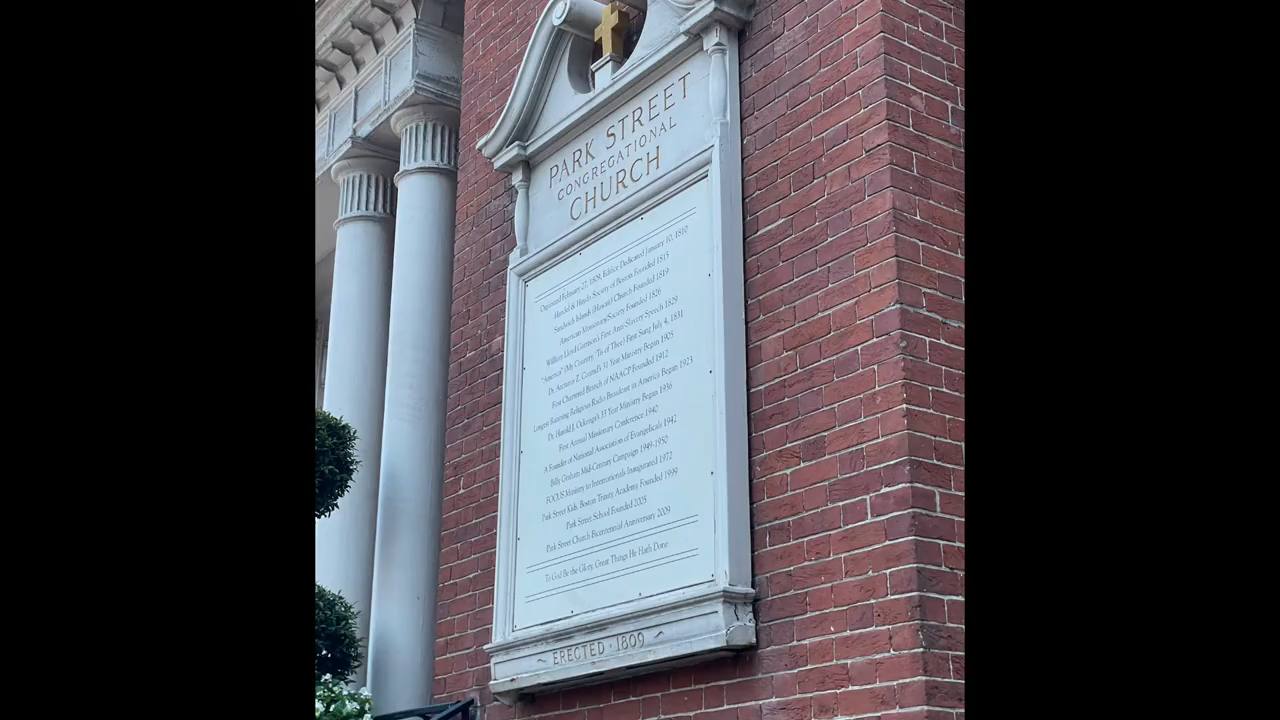 PARK STREET
CONGREGATIONAL
CHURCH
Organized February 27, 1809, Edifice Dedicated January 10, 1810
Handel & Haydn Society of Boston Founded 1815
Sandwich Islands (Hawaii) Church Founded 1819
American Missionary Society Founded 1826
William Lloyd Garrison's First Anti-Slavery Speech 1829
"America" (My Country 'Tis of Thee) First Sung July 4, 1831
Dr. Arcturus Z. Conrad's 31 Year Ministry Began 1905
First Chartered Branch of NAACP Founded 1912
Longest Running Religious Radio Broadcast in America Began 1923
Dr. Harold J. Ockenga's 33 Year Ministry Began 1936
First Annual Missionary Conference 1940
A Founder of National Association of Evangelicals 1942
Billy Graham Mid-Century Campaign 1949-1950
FOCUS Ministry to Internationals Inaugurated 1972
Park Street Kids, Boston Trinity Academy Founded 1999
Park Street School Founded 2005
Park Street Church Bicentennial Anniversary 2009
To God Be the Glory, Great Things He Hath Done
ERECTED · 1809